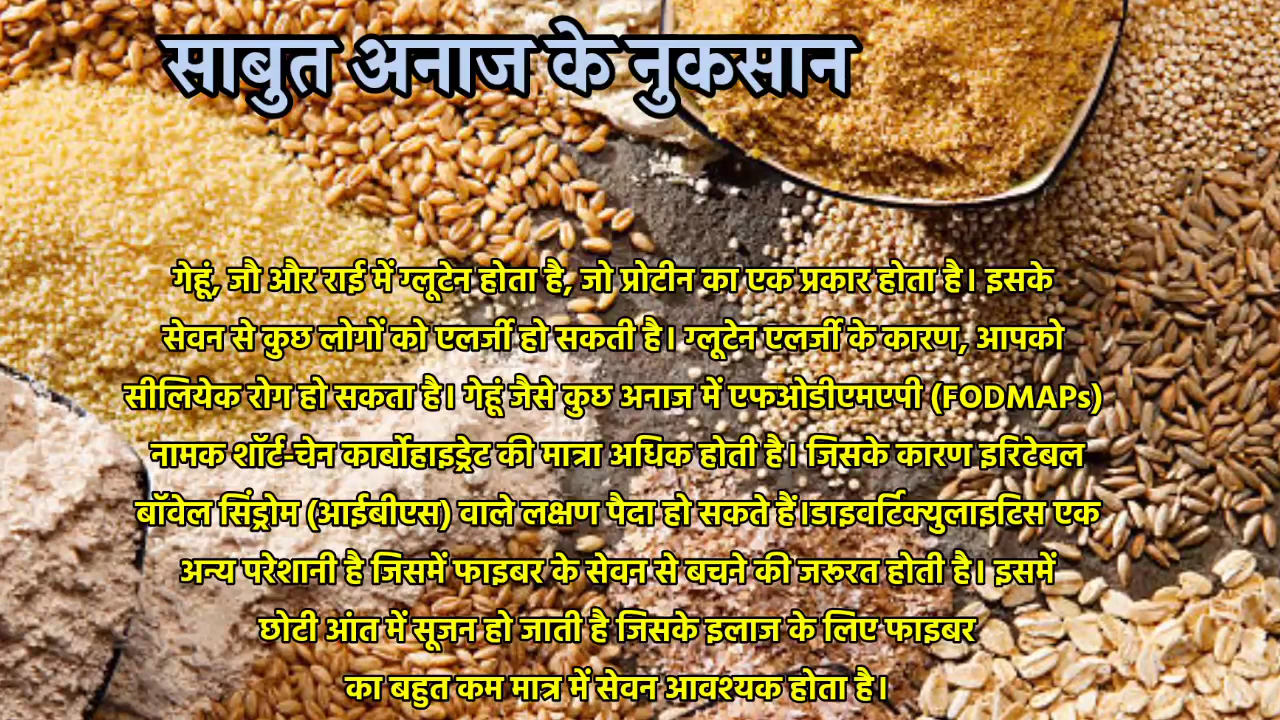 साबुत अनाज के नुकसान
गेहूं, जौ और राई में ग्लूटेन होता है, जो प्रोटीन का एक प्रकार होता है। इसके
सेवन से कुछ लोगों को एलर्जी हो सकती है। ग्लूटेन एलर्जी के कारण, आपको
सीलियेक रोग हो सकता है। गेहूं जैसे कुछ अनाज में एफओडीएमएपी (FODMAPs)
नामक शॉर्ट-चेन कार्बोहाइड्रेट की मात्रा अधिक होती है। जिसके कारण इरिटेबल
बॉवेल सिंड्रोम (आईबीएस) वाले लक्षण पैदा हो सकते हैं।डाइवर्टिक्युलाइटिस एक
अन्य परेशानी है जिसमें फाइबर के सेवन से बचने की जरूरत होती है। इसमें
छोटी आंत में सूजन हो जाती है जिसके इलाज के लिए फाइबर
का बहुत कम मात्र में सेवन आवश्यक होता है।